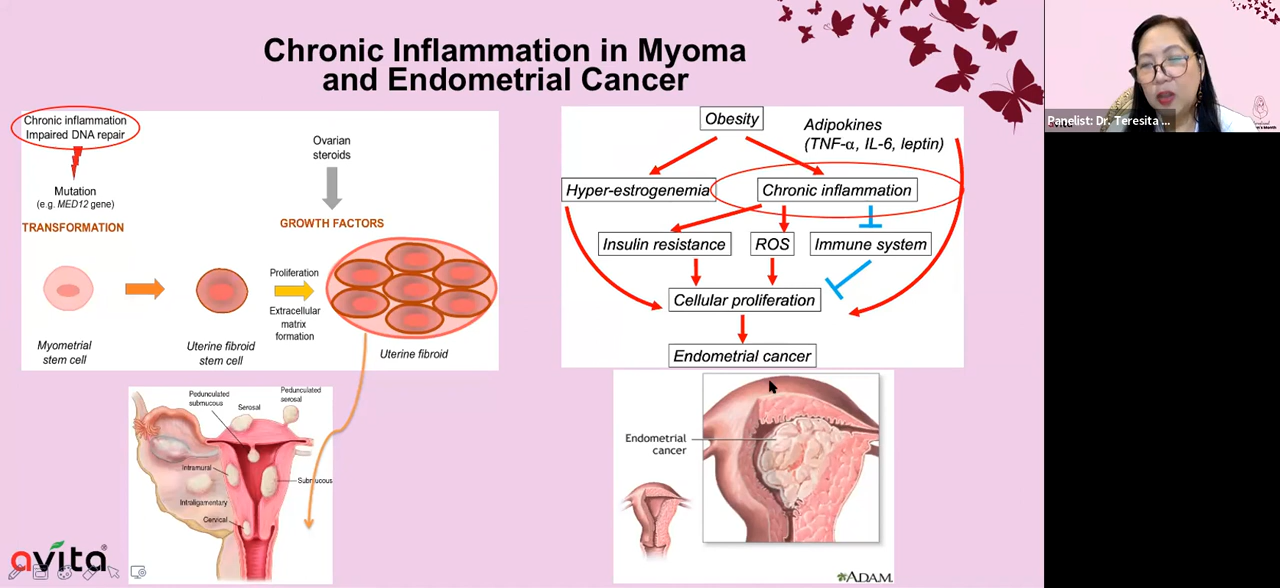 Chronic Inflammation in Myoma
and Endometrial Cancer
Chronic inflammation
Impaired DNA repair
Mutation
(e.g. MED12 gene)
TRANSFORMATION
Ovarian
steroids
GROWTH FACTORS
Proliferation
Extracellular
matrix
formation
Myometrial
stem cell
Uterine fibroid
stem cell
Uterine fibroid
Pedunculated
submucous
Serosal
Pedunculated
serosal
Intramural
Submucous
Intraligamentary
Cervical
avita®
Obesity
Adipokines
(TNF-α, IL-6, leptin)
Hyper-estrogenemia
Chronic inflammation
Insulin resistance
ROS
Immune system
Cellular proliferation
Endometrial cancer
Endometrial
cancer
ADAM.
Panelist: Dr. Teresita ...